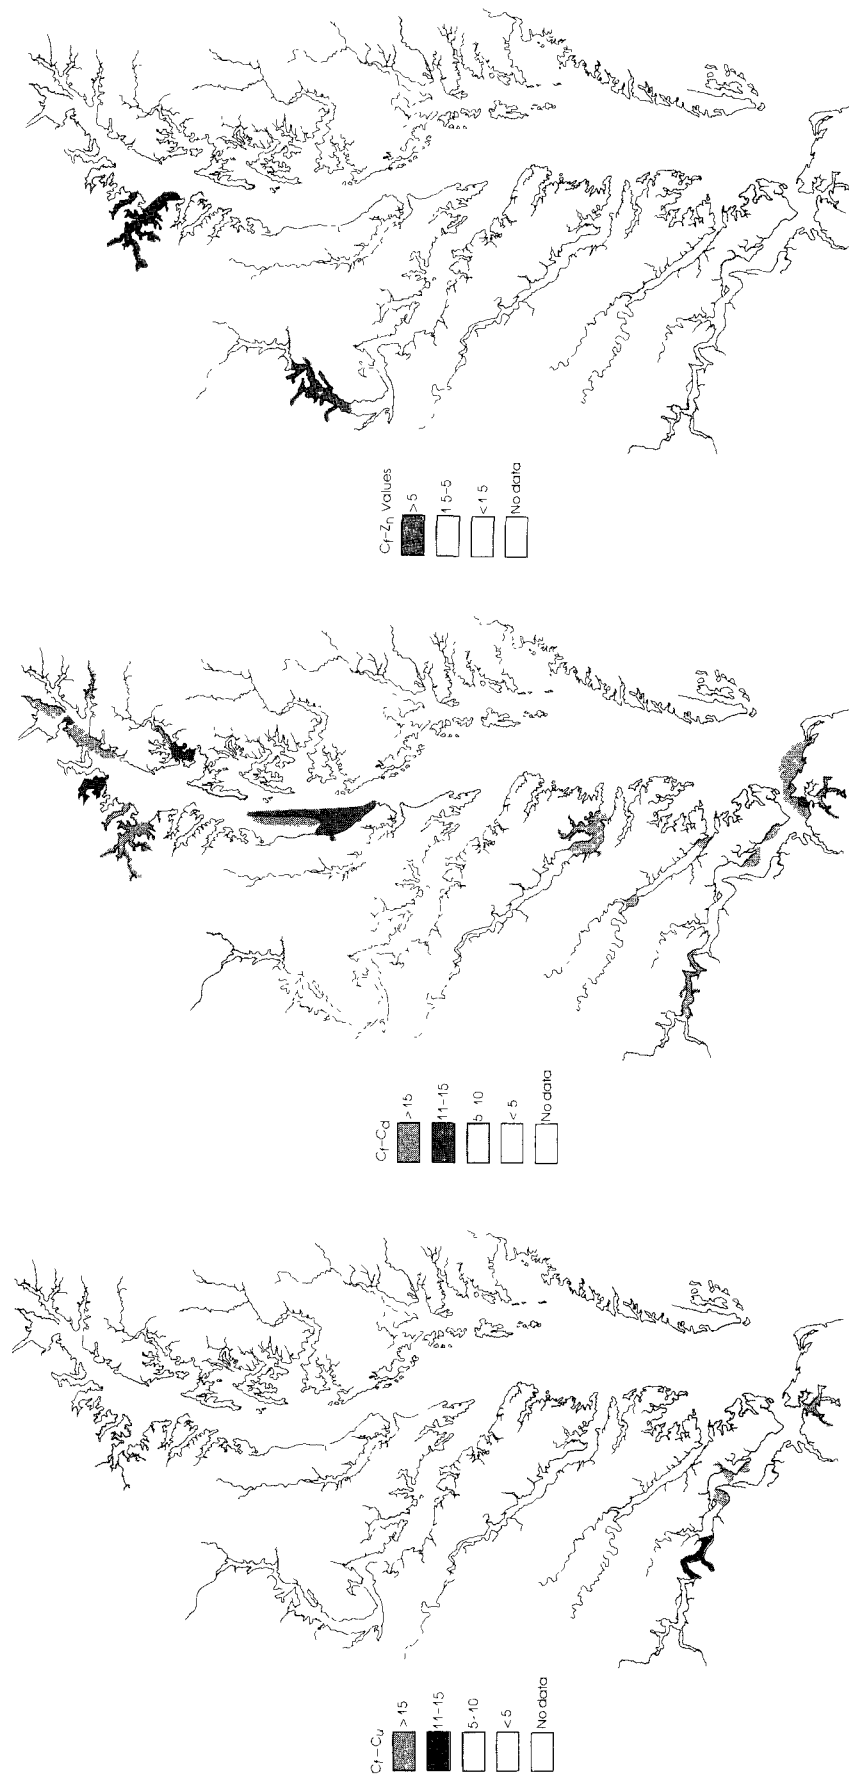 Cf-Zn Values
>5
1 5-5
<1 5
No data
Cf-Cd
>15
11-15
5 10
<5
No data
Cf-Cu
>15
11-15
5-10
<5
No data